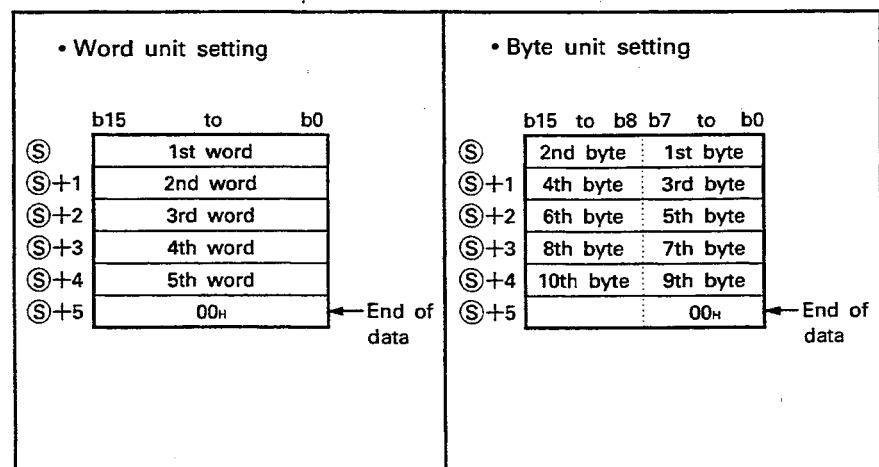 • Word unit setting
b15 to b0
Ⓢ 1st word
Ⓢ+1 2nd word
Ⓢ+2 3rd word
Ⓢ+3 4th word
Ⓢ+4 5th word
Ⓢ+5 00H End of
data
• Byte unit setting
b15 to b8 b7 to b0
Ⓢ 2nd byte 1st byte
Ⓢ+1 4th byte 3rd byte
Ⓢ+2 6th byte 5th byte
Ⓢ+3 8th byte 7th byte
Ⓢ+4 10th byte 9th byte
Ⓢ+5 00H End of
data